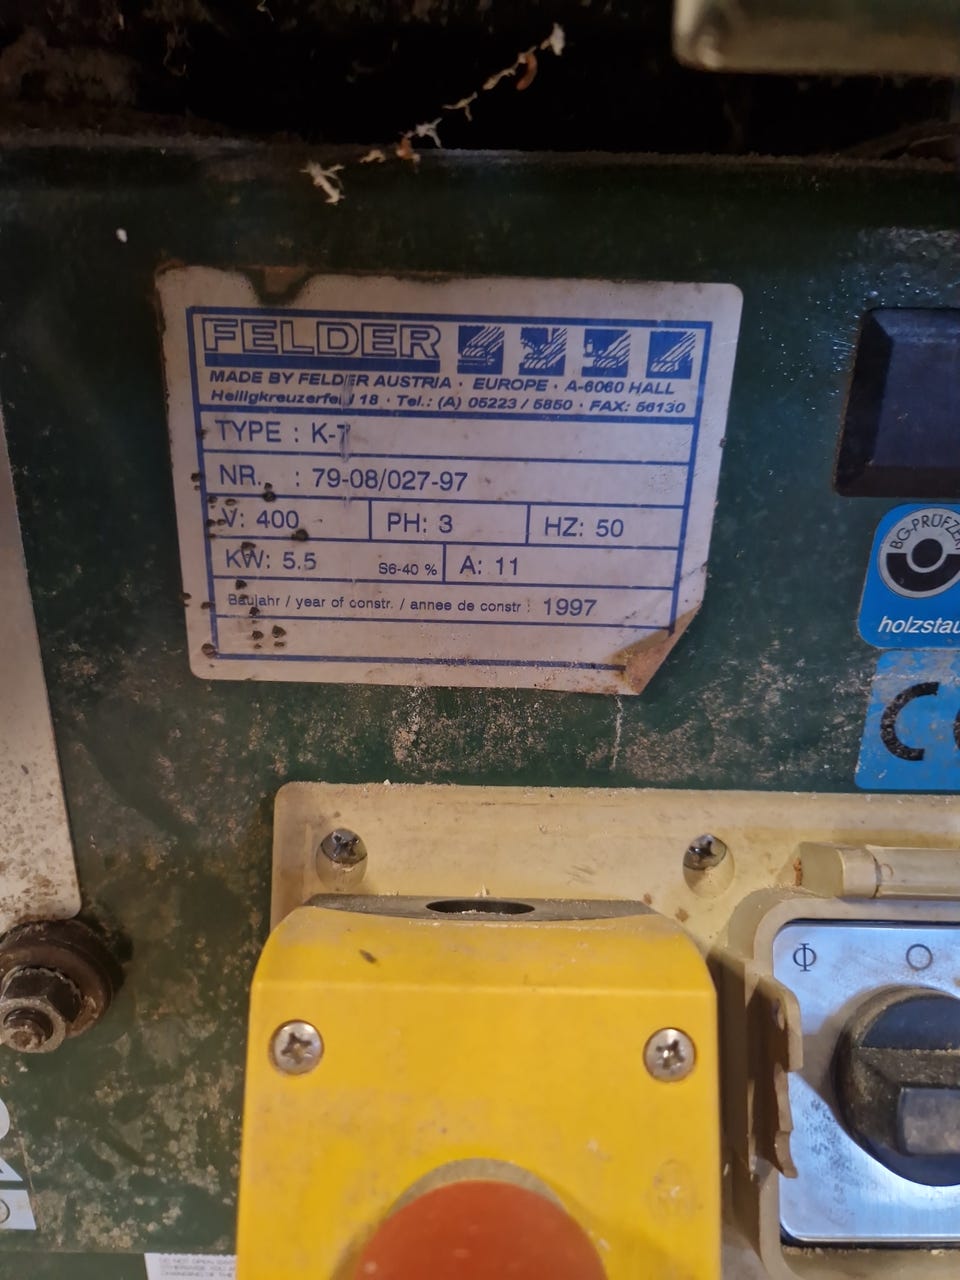 FELDER
MADE BY FELDER AUSTRIA · EUROPE · A-6060 HALL
Heiligkreuzerfeld 18 · Tel.: (A) 05223 / 5850 · FAX: 56130
TYPE : K-7
NR. : 79-08/027-97
V: 400 PH: 3 HZ: 50
KW: 5.5 S6-40 % A: 11
Baujahr / year of constr. / annee de constr : 1997
BG-PRÜFZER
holzstau
CE
O